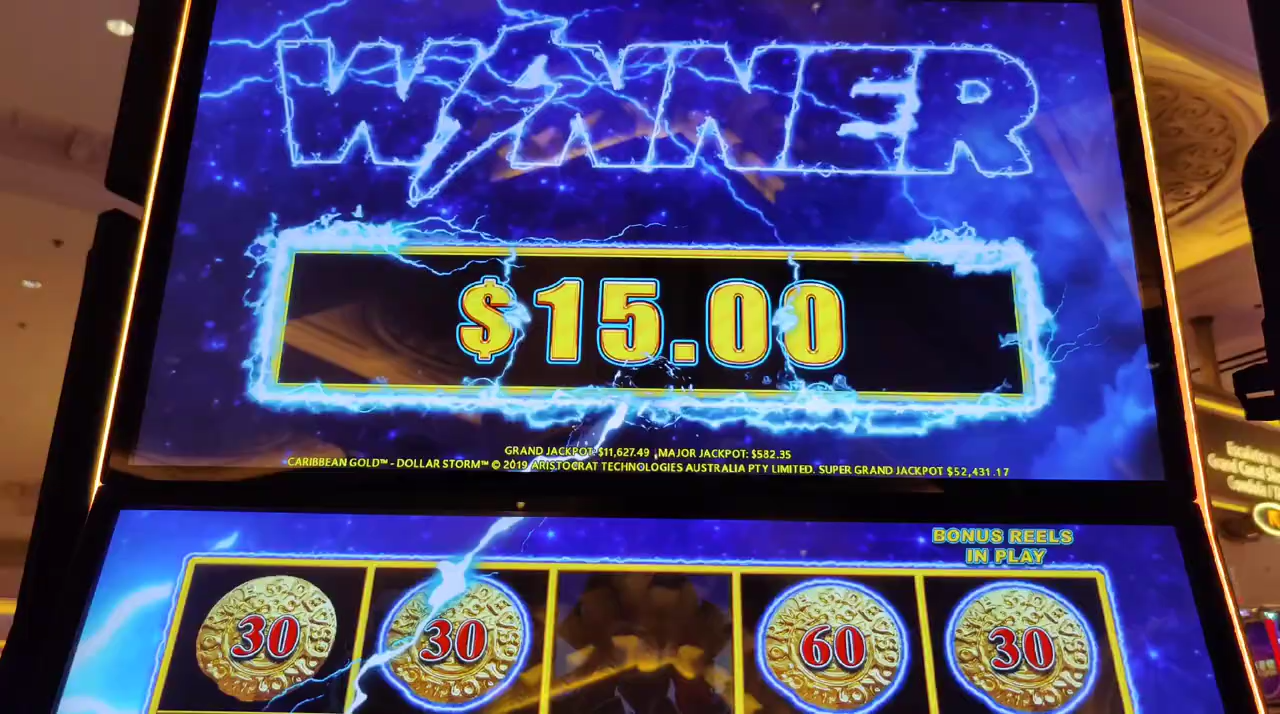 WINNER
$15.00
GRAND JACKPOT: $11,627.49 MAJOR JACKPOT: $582.35
CARIBBEAN GOLD™ - DOLLAR STORM™ © 2019 ARISTOCRAT TECHNOLOGIES AUSTRALIA PTY LIMITED. SUPER GRAND JACKPOT $52,431.17
BONUS REELS
IN PLAY
30
30
60
30